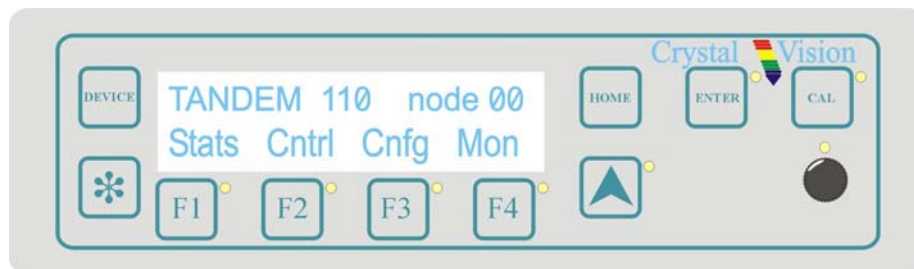 Crystal Vision
DEVICE
TANDEM 110 node 00
HOME
ENTER
CAL
Stats Cntrl Cnfg Mon
F1
F2
F3
F4